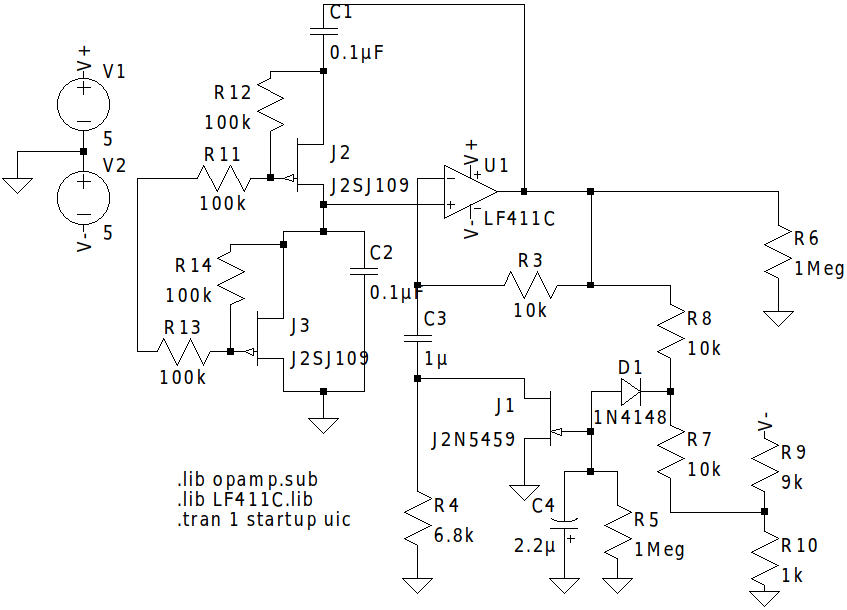 C1
0.1µF
V+
V1
5
V2
5
V-
R12
100k
R11
100k
J2
J2SJ109
V+
U1
LF411C
V-
R14
100k
R13
100k
J3
J2SJ109
C2
0.1µF
R3
10k
C3
1µ
R6
1Meg
R8
10k
D1
1N4148
J1
J2N5459
R7
10k
V-
R9
9k
R4
6.8k
C4
2.2µ
R5
1Meg
R10
1k
.lib opamp.sub
.lib LF411C.lib
.tran 1 startup uic